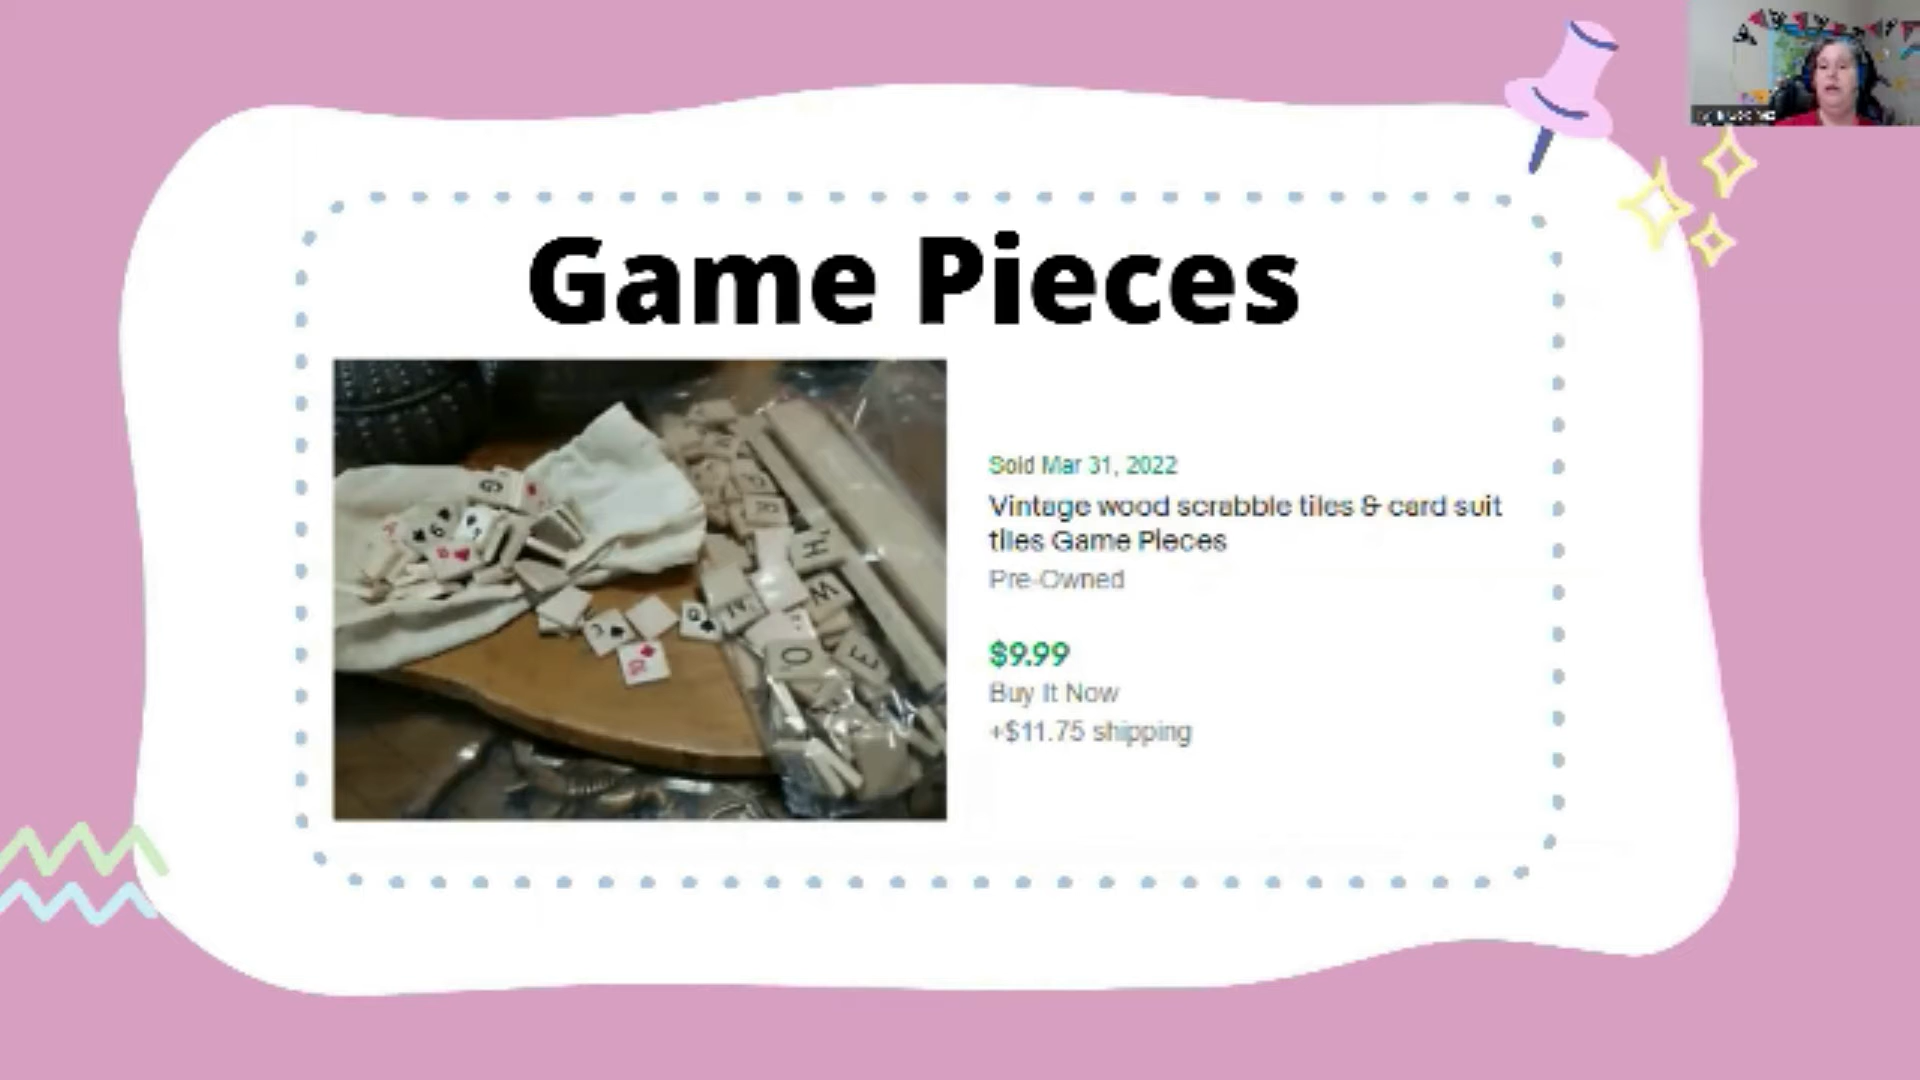 Game Pieces
Sold Mar 31, 2022
Vintage wood scrabble tiles & card suit
tiles Game Pieces
Pre-Owned
$9.99
Buy It Now
+$11.75 shipping
G
H
W
O
E